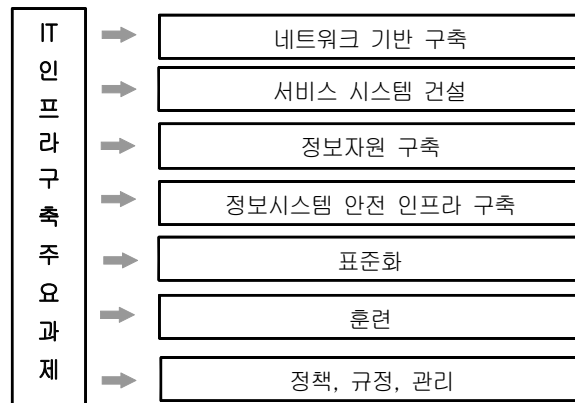 IT인프라구축주요과제
네트워크 기반 구축
서비스 시스템 건설
정보자원 구축
정보시스템 안전 인프라 구축
표준화
훈련
정책, 규정, 관리